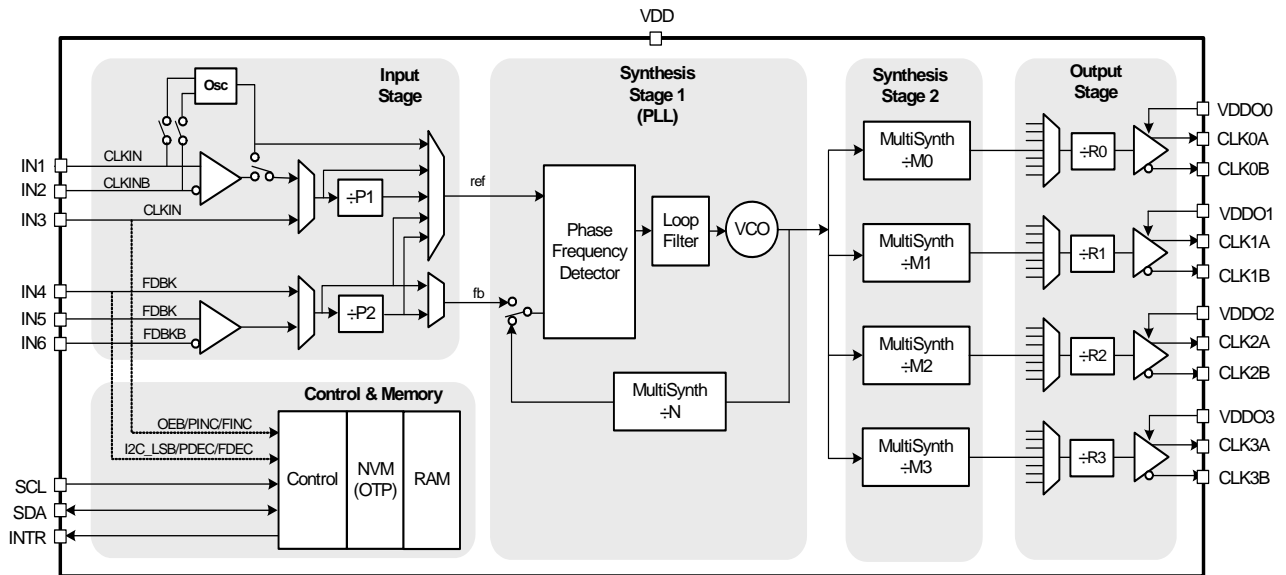 VDD
Input
Stage
Osc
IN1
CLKIN
IN2
CLKINB
IN3
CLKIN
÷P1
IN4
FDBK
IN5
FDBK
IN6
FDBKB
÷P2
ref
fb
Synthesis
Stage 1
(PLL)
Phase
Frequency
Detector
Loop
Filter
VCO
MultiSynth
÷N
Synthesis
Stage 2
MultiSynth
÷M0
MultiSynth
÷M1
MultiSynth
÷M2
MultiSynth
÷M3
Output
Stage
÷R0
÷R1
÷R2
÷R3
VDDO0
CLK0A
CLK0B
VDDO1
CLK1A
CLK1B
VDDO2
CLK2A
CLK2B
VDDO3
CLK3A
CLK3B
Control & Memory
OEB/PINC/FINC
I2C_LSB/PDEC/FDEC
SCL
SDA
INTR
Control
NVM
(OTP)
RAM